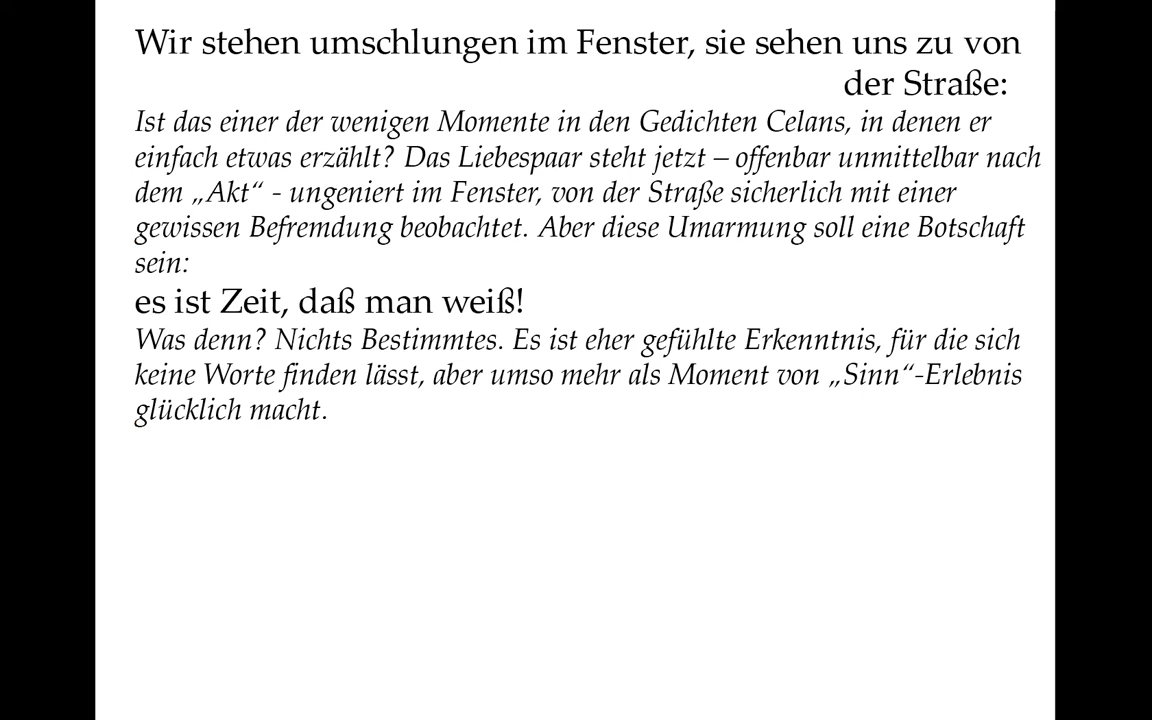 Wir stehen umschlungen im Fenster, sie sehen uns zu von
der Straße:
Ist das einer der wenigen Momente in den Gedichten Celans, in denen er
einfach etwas erzählt? Das Liebespaar steht jetzt – offenbar unmittelbar nach
dem „Akt“ - ungeniert im Fenster, von der Straße sicherlich mit einer
gewissen Befremdung beobachtet. Aber diese Umarmung soll eine Botschaft
sein:
es ist Zeit, daß man weiß!
Was denn? Nichts Bestimmtes. Es ist eher gefühlte Erkenntnis, für die sich
keine Worte finden lässt, aber umso mehr als Moment von „Sinn“-Erlebnis
glücklich macht.